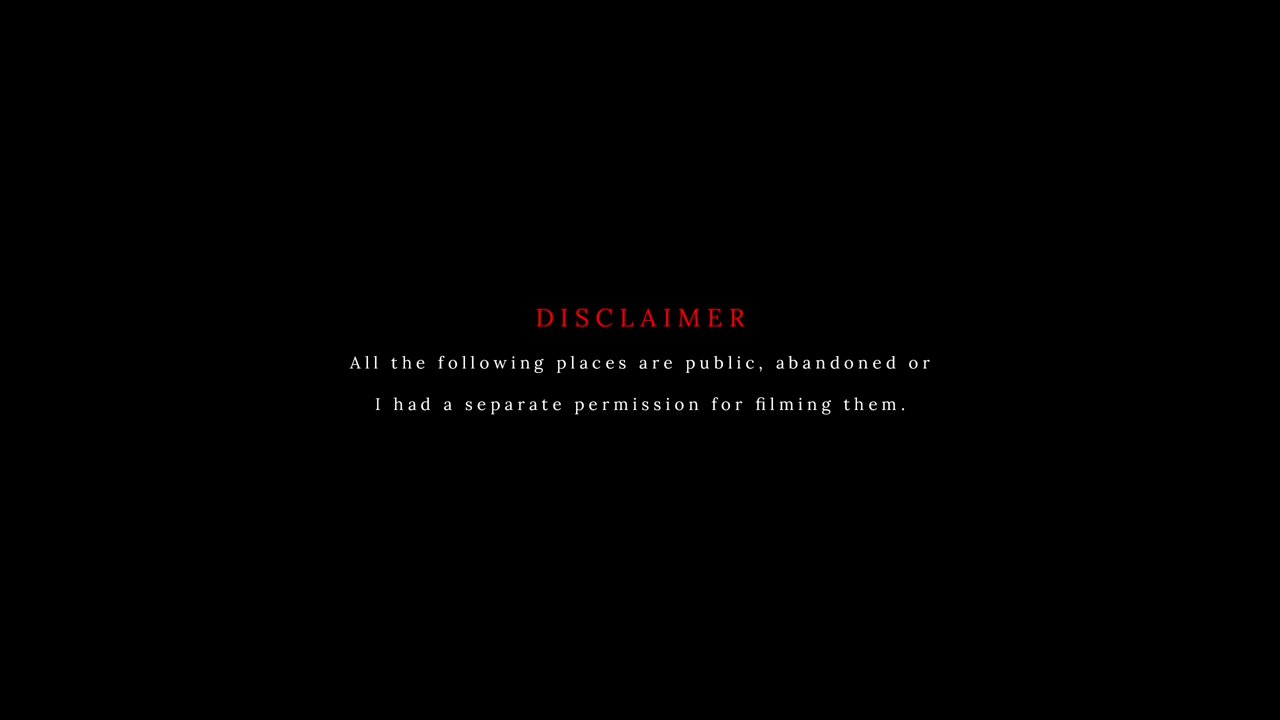 DISCLAIMER
All the following places are public, abandoned or
I had a separate permission for filming them.